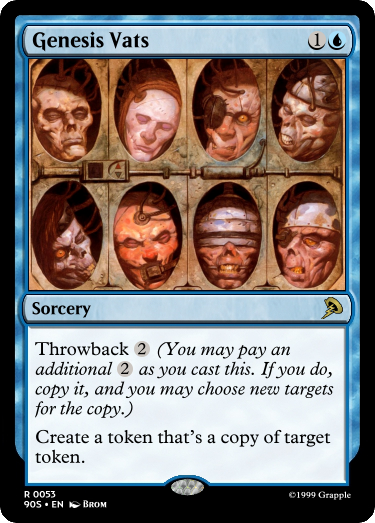 Genesis Vats 1
Sorcery
Throwback 2 (You may pay an
additional 2 as you cast this. If you do,
copy it, and you may choose new targets
for the copy.)
Create a token that's a copy of target
token.
R 0053
90S • EN BROM
©1999 Grapple